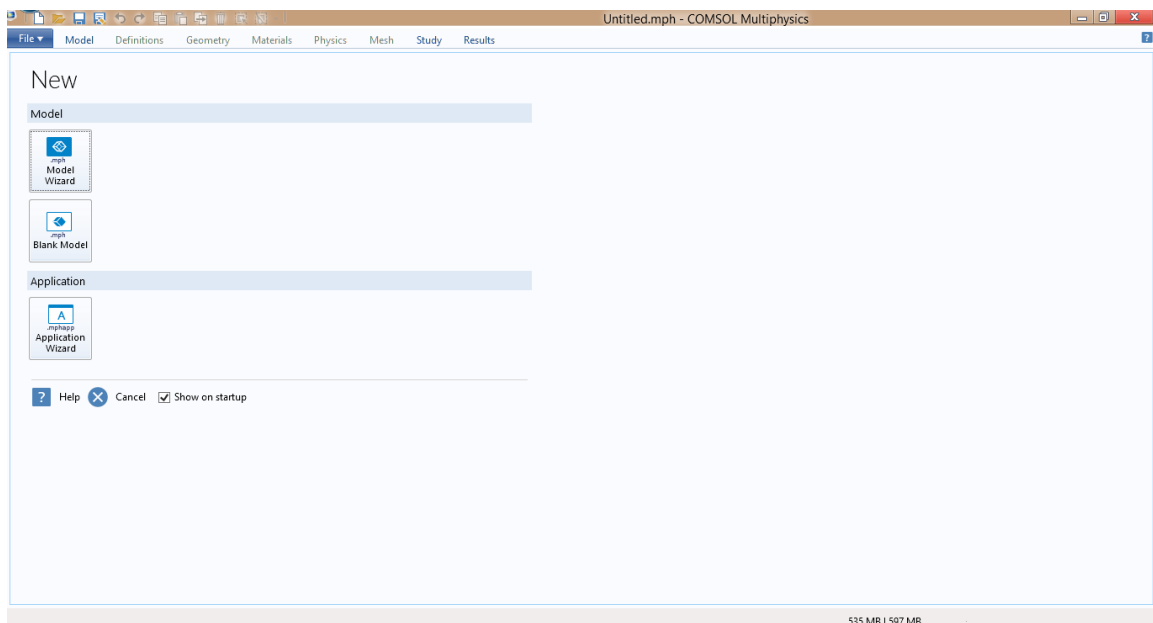 Untitled.mph - COMSOL Multiphysics
File Model Definitions Geometry Materials Physics Mesh Study Results ?
New
Model
.mph
Model
Wizard
.mph
Blank Model
Application
A
.mphapp
Application
Wizard
? Help Cancel Show on startup
535 MB | 597 MB